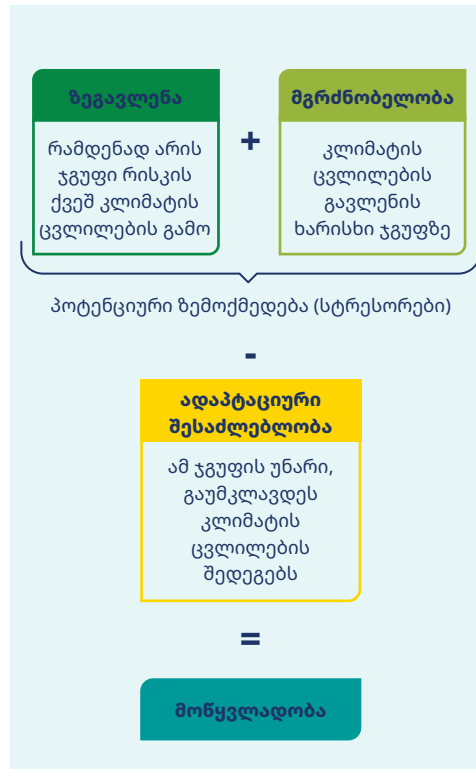 ზეგავლენა
რამდენად არის
ჯგუფი რისკის
ქვეშ კლიმატის
ცვლილების გამო
+
მგრძნობელობა
კლიმატის
ცვლილების
გავლენის
ხარისხი ჯგუფზე
პოტენციური ზემოქმედება (სტრესორები)
-
ადაპტაციური
შესაძლებლობა
ამ ჯგუფის უნარი,
გაუმკლავდეს
კლიმატის
ცვლილების
შედეგებს
=
მოწყვლადობა